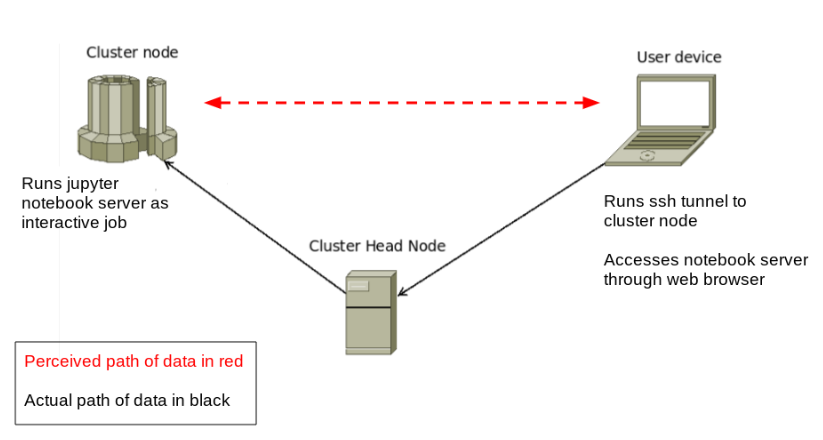 Cluster node
User device
Runs jupyter
notebook server as
interactive job
Runs ssh tunnel to
cluster node
Accesses notebook server
through web browser
Cluster Head Node
Perceived path of data in red
Actual path of data in black